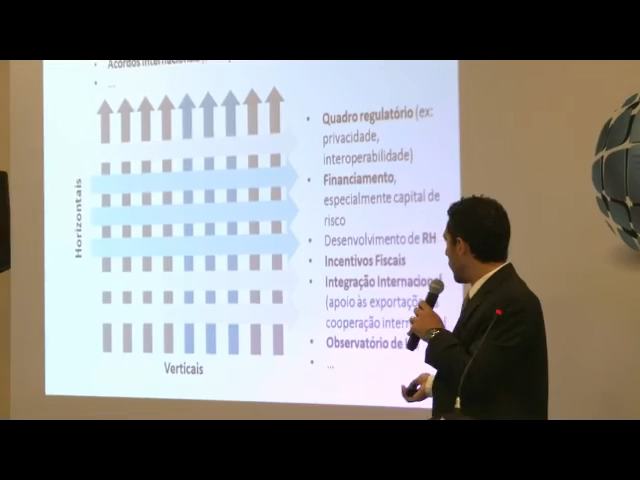 • Acordos Internacionais
• ...
Horizontais
Verticais
• Quadro regulatório (ex:
privacidade,
interoperabilidade)
• Financiamento,
especialmente capital de
risco
• Desenvolvimento de RH
• Incentivos Fiscais
• Integração Internacional
(apoio às exportações
cooperação inter
• Observatório de
• ...